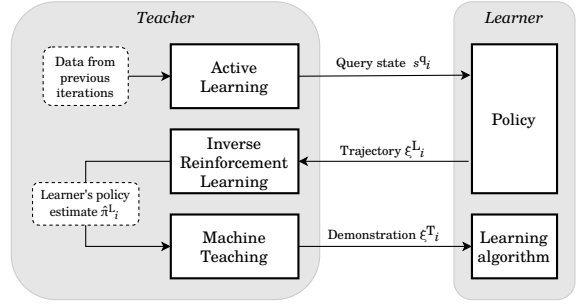 Teacher
Learner
Data from
previous
iterations
Active
Learning
Query state s^q_i
Policy
Inverse
Reinforcement
Learning
Trajectory ξ^L_i
Learner's policy
estimate π̂^L_i
Machine
Teaching
Demonstration ξ^T_i
Learning
algorithm